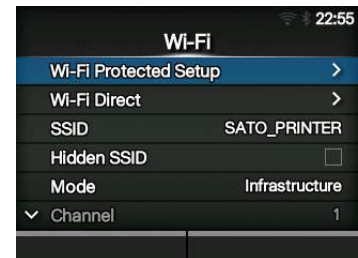 22:55
Wi-Fi
Wi-Fi Protected Setup >
Wi-Fi Direct >
SSID SATO_PRINTER
Hidden SSID
Mode Infrastructure
Channel 1